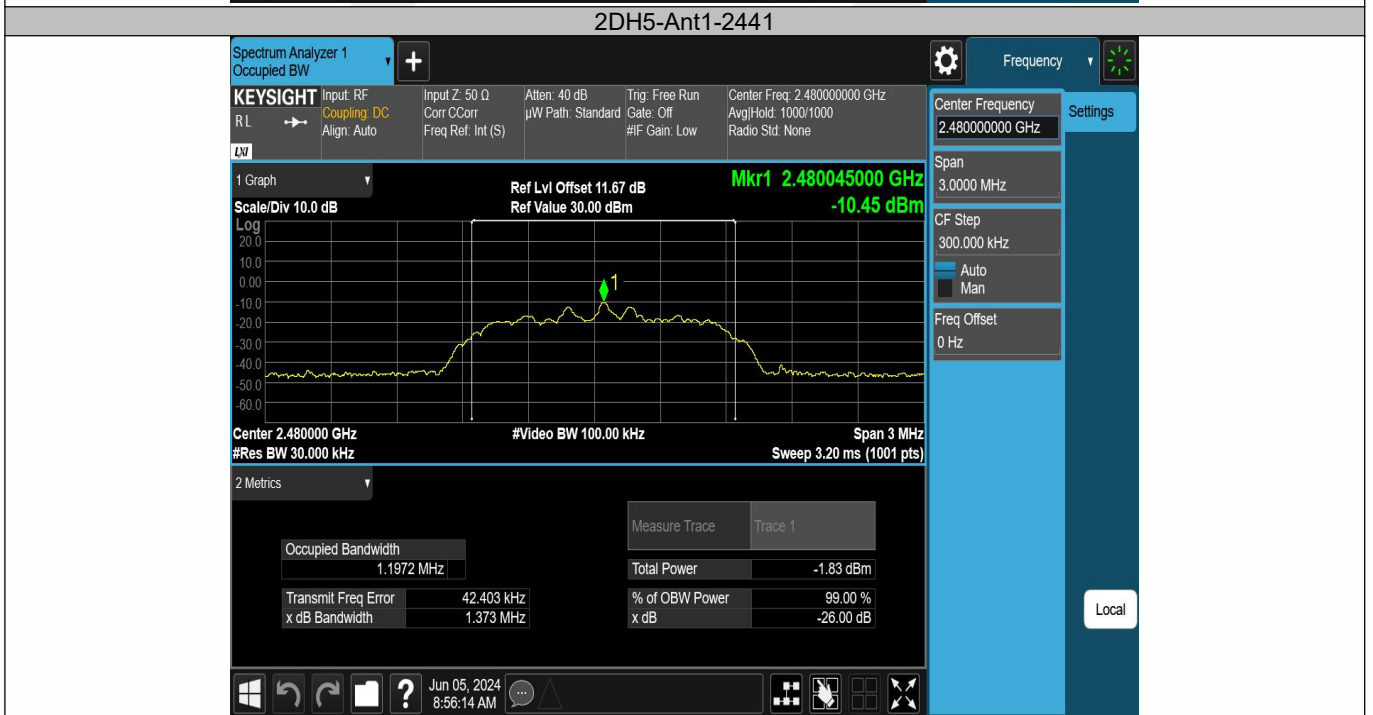 2DH5-Ant1-2441
Spectrum Analyzer 1
Occupied BW
+
Frequency
KEYSIGHT
RL
LXI
Input: RF
Coupling: DC
Align: Auto
Input Z: 50 Ω
Corr CCorr
Freq Ref: Int (S)
Atten: 40 dB
µW Path: Standard
Trig: Free Run
Gate: Off
#IF Gain: Low
Center Freq: 2.480000000 GHz
Avg|Hold: 1000/1000
Radio Std: None
Center Frequency
2.480000000 GHz
Settings
Span
3.0000 MHz
CF Step
300.000 kHz
Auto
Man
Freq Offset
0 Hz
1 Graph
Scale/Div 10.0 dB
Ref Lvl Offset 11.67 dB
Ref Value 30.00 dBm
Mkr1 2.480045000 GHz
-10.45 dBm
Log
20.0
10.0
0.00
-10.0
-20.0
-30.0
-40.0
-50.0
-60.0
1
Center 2.480000 GHz
#Res BW 30.000 kHz
#Video BW 100.00 kHz
Span 3 MHz
Sweep 3.20 ms (1001 pts)
2 Metrics
Measure Trace Trace 1
Occupied Bandwidth
1.1972 MHz
Total Power -1.83 dBm
Transmit Freq Error 42.403 kHz
% of OBW Power 99.00 %
x dB Bandwidth 1.373 MHz
x dB -26.00 dB
Local
?
Jun 05, 2024
8:56:14 AM